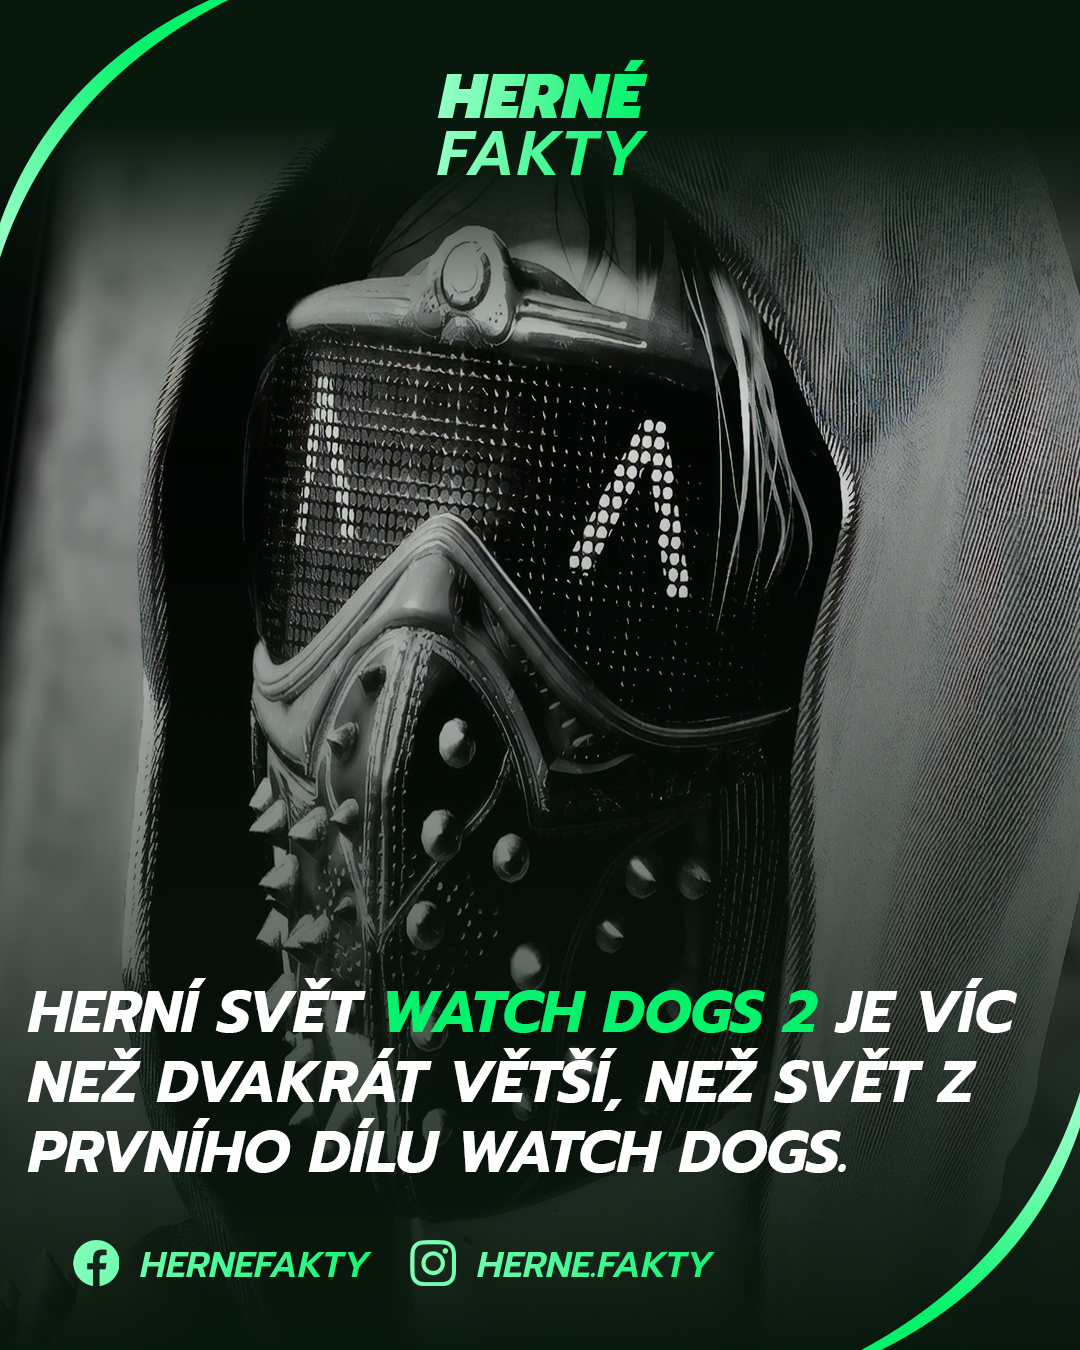 HERNÉ
FAKTY
HERNÍ SVĚT WATCH DOGS 2 JE VÍC
NEŽ DVAKRÁT VĚTŠÍ, NEŽ SVĚT Z
PRVNÍHO DÍLU WATCH DOGS.
HERNEFAKTY HERNE.FAKTY